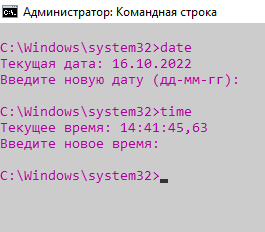 Администратор: Командная строка
C:\Windows\system32>date
Текущая дата: 16.10.2022
Введите новую дату (дд-мм-гг):
C:\Windows\system32>time
Текущее время: 14:41:45,63
Введите новое время:
C:\Windows\system32>